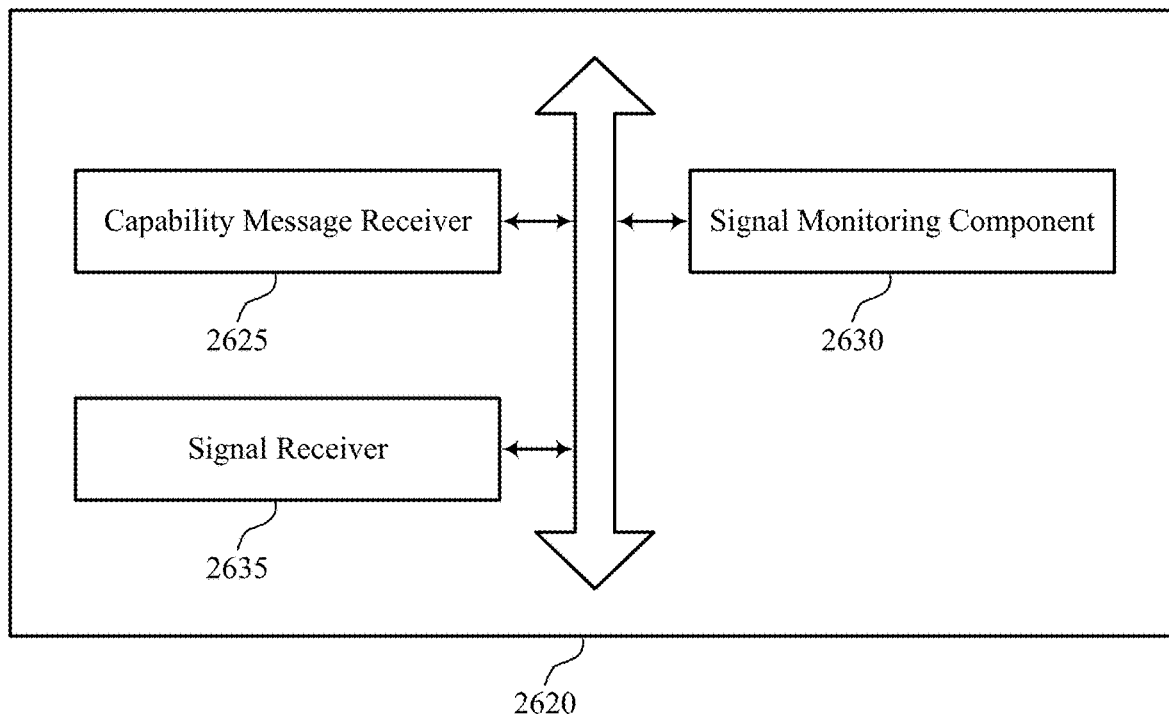 Capability Message Receiver
Signal Monitoring Component
2625
2630
Signal Receiver
2635
2620